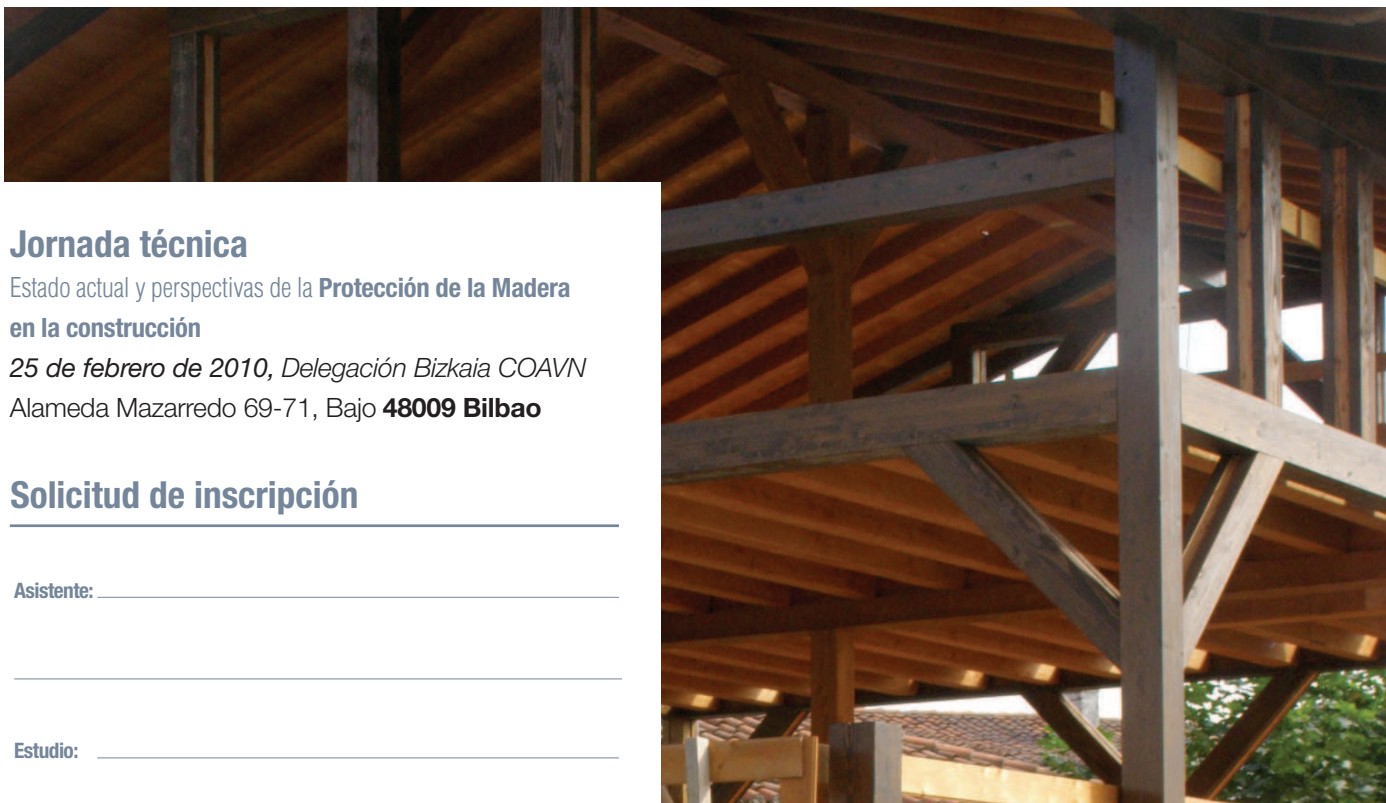 Jornada técnica
Estado actual y perspectivas de la Protección de la Madera
en la construcción
25 de febrero de 2010, Delegación Bizkaia COAVN
Alameda Mazarredo 69-71, Bajo 48009 Bilbao
Solicitud de inscripción
Asistente:
Estudio: